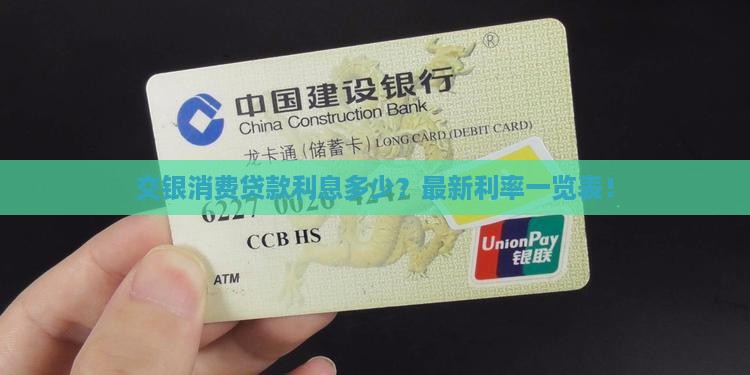 ®
中国建设银行
China Construction Bank
龙卡通(储蓄卡) LONG CARD (DEBIT CARD)
交银消费贷款利息多少？最新利率一览表！
6227
CCB HS
UnionPay
银联
ATM